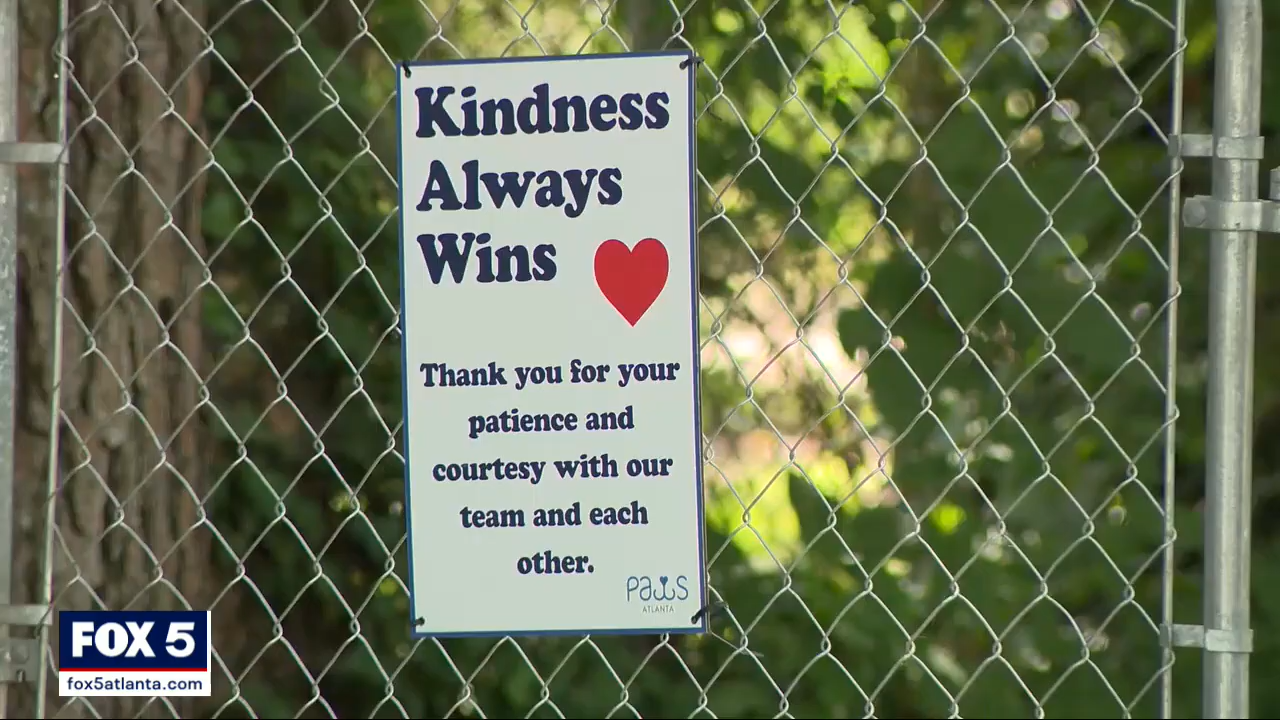 Kindness
Always
Wins
Thank you for your
patience and
courtesy with our
team and each
other.
paws
ATLANTA
FOX 5
fox5atlanta.com